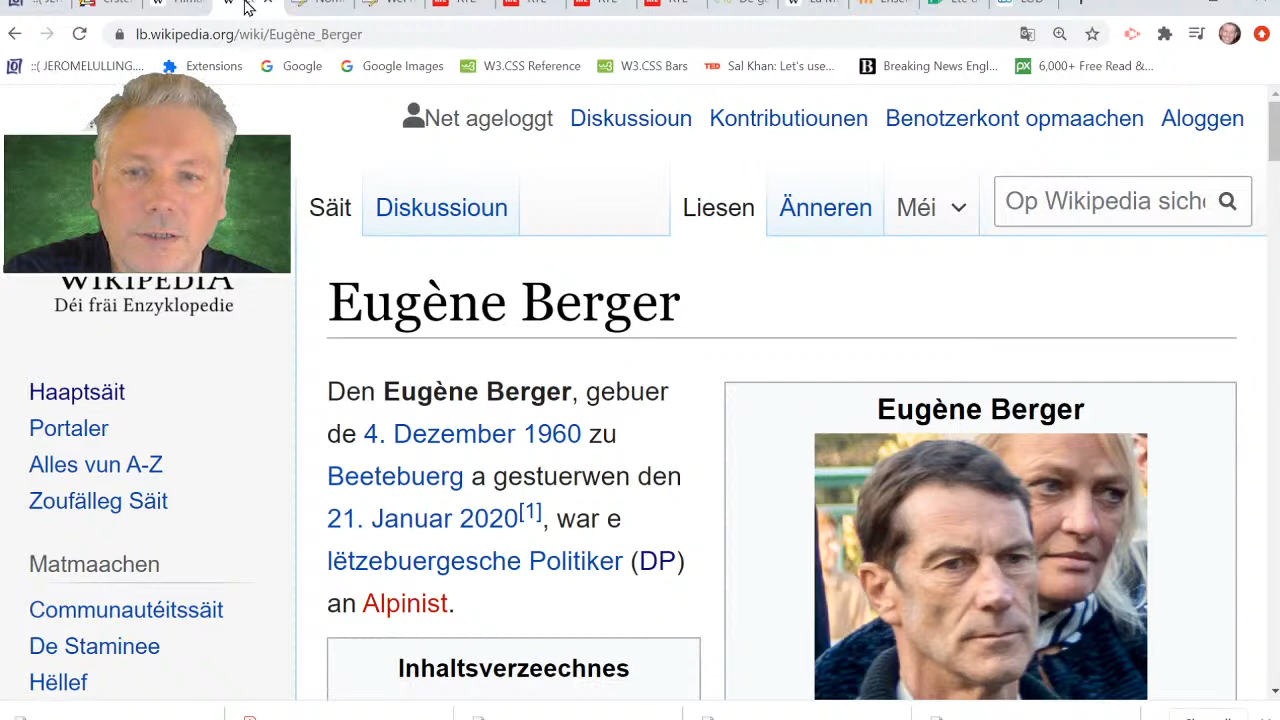 lb.wikipedia.org/wiki/Eugène_Berger
::( JEROMELULLING.... Extensions Google Google Images W3.CSS Reference W3.CSS Bars TED Sal Khan: Let's use... B Breaking News Engl... px 6,000+ Free Read &...
Net ageloggt Diskussioun Kontributiounen Benotzerkont opmaachen Aloggen
Säit Diskussioun Liesen Änneren Méi Op Wikipedia siche
WIKIPEDIA
Déi fräi Enzyklopedie
Haaptsäit
Portaler
Alles vun A-Z
Zoufälleg Säit
Matmaachen
Communautéitssäit
De Staminee
Hëllef
Eugène Berger
Den Eugène Berger, gebuer
de 4. Dezember 1960 zu
Beetebuerg a gestuerwen den
21. Januar 2020[1], war e
lëtzebuergesche Politiker (DP)
an Alpinist.
Inhaltsverzeechnes
Eugène Berger